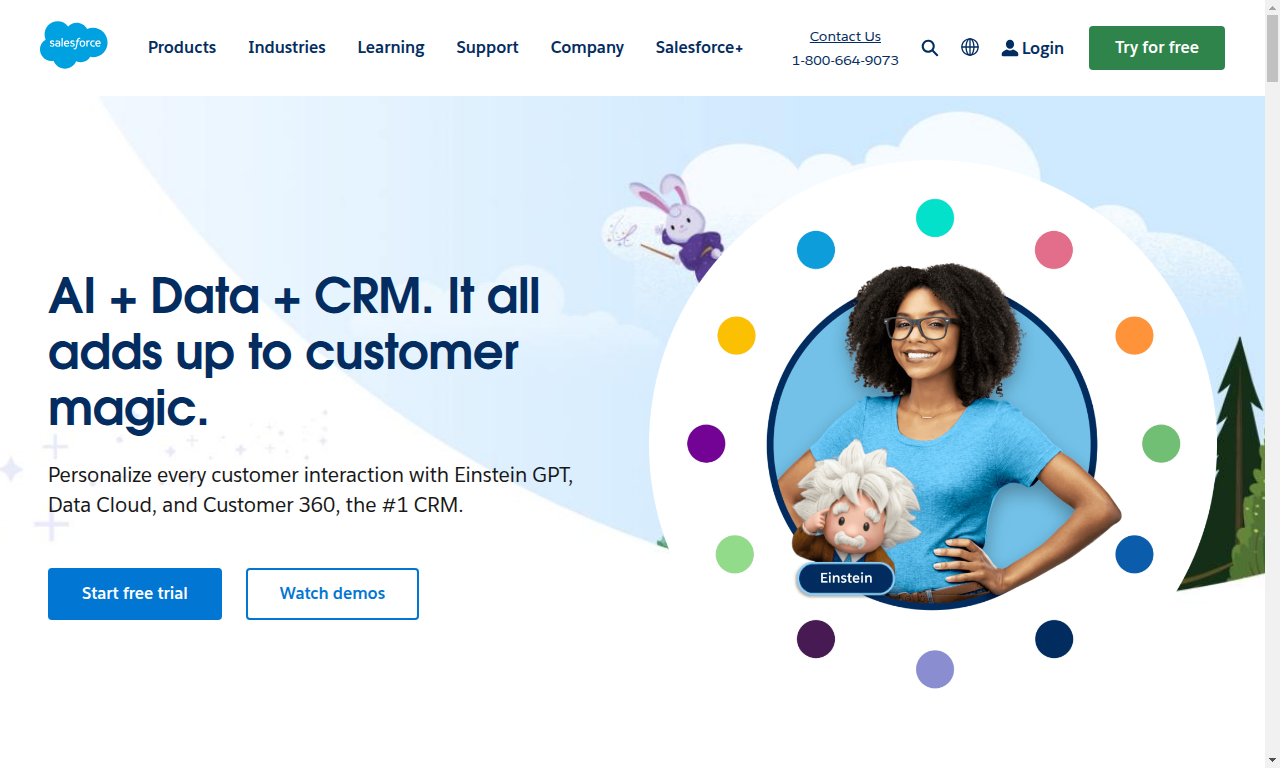 salesforce
Products
Industries
Learning
Support
Company
Salesforce+
Contact Us
1-800-664-9073
Login
Try for free
AI + Data + CRM. It all
adds up to customer
magic.
Personalize every customer interaction with Einstein GPT,
Data Cloud, and Customer 360, the #1 CRM.
Start free trial
Watch demos
Einstein